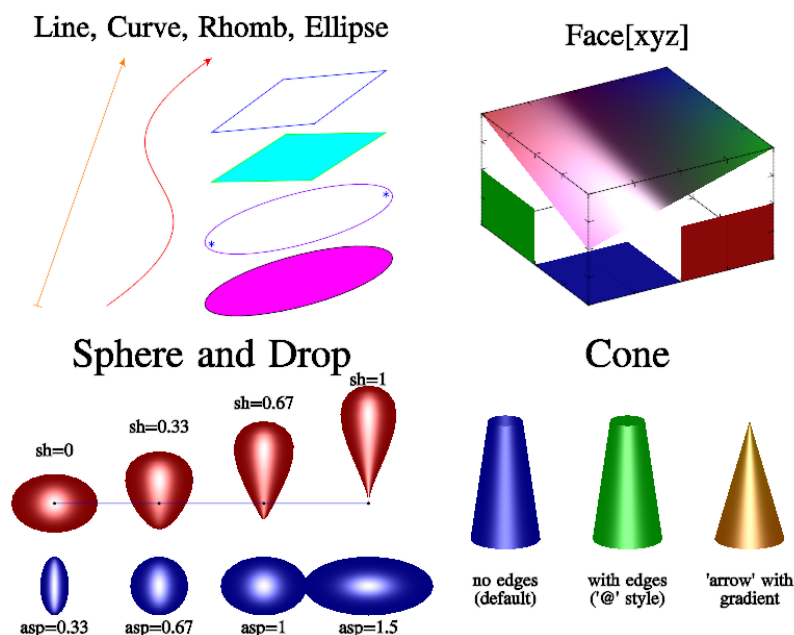 Line, Curve, Rhomb, Ellipse
Face[xyz]
*
*
Sphere and Drop
sh=0
sh=0.33
sh=0.67
sh=1
asp=0.33
asp=0.67
asp=1
asp=1.5
Cone
no edges
(default)
with edges
('@' style)
'arrow' with
gradient